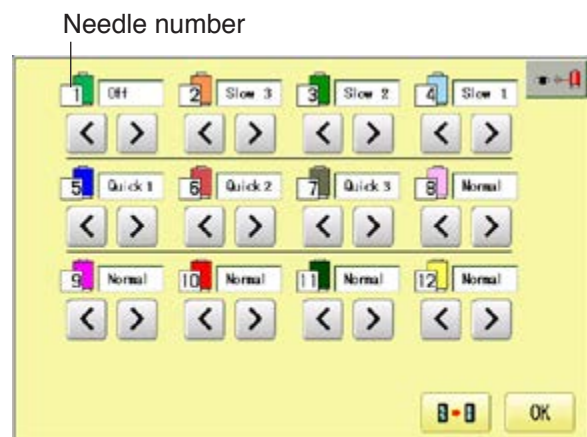 Needle number
1 Off 2 Slow 3 3 Slow 2 4 Slow 1
5 Quick 1 6 Quick 2 7 Quick 3 8 Normal
9 Normal 10 Normal 11 Normal 12 Normal
OK